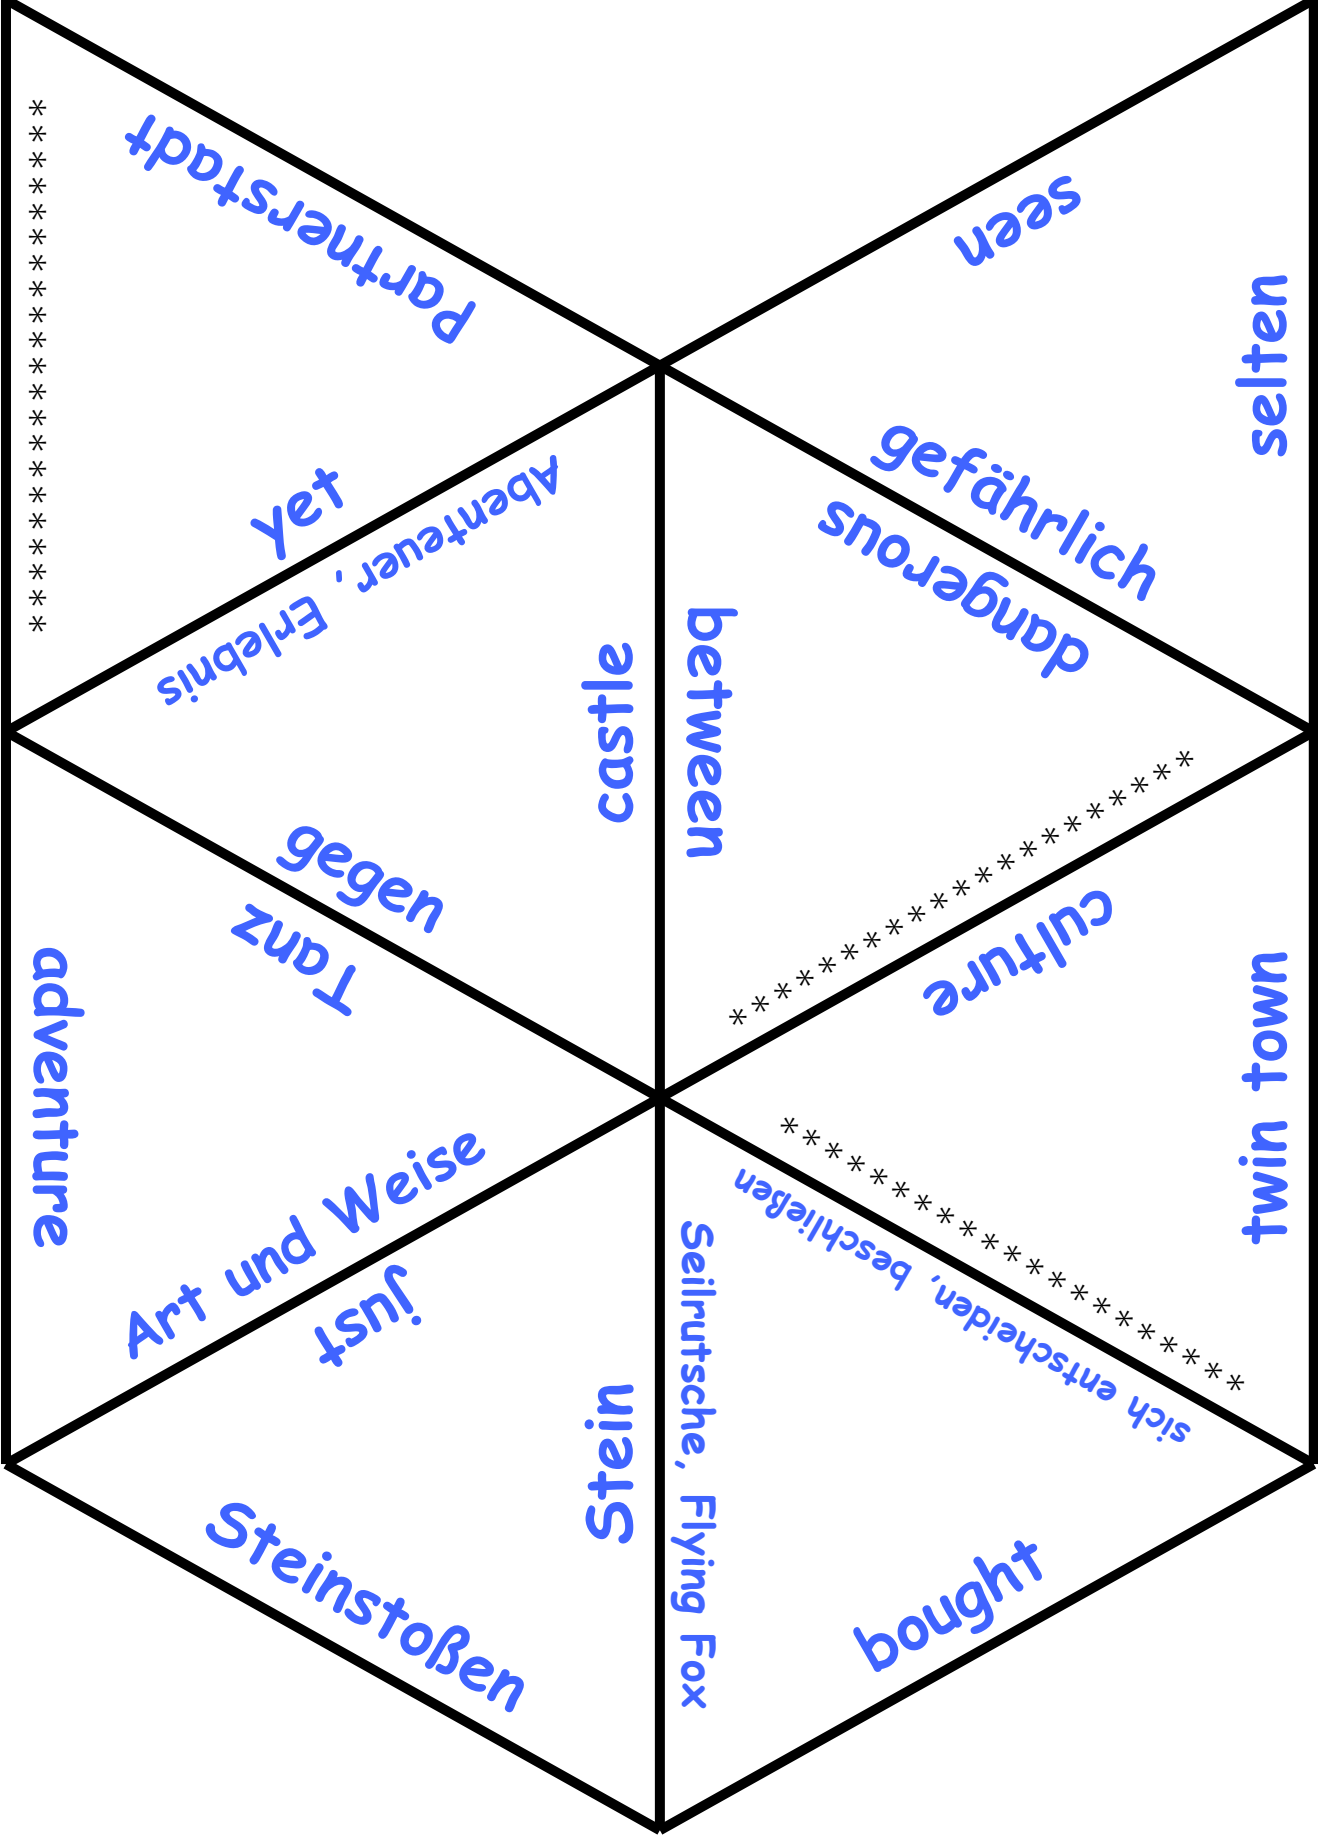 * * * * * * * * * * * * * * * * * * * * *
Partnerstadt
yet
seen
selten
gefährlich
Abenteuer, Erlebnis
castle
gegen
dangerous
between
* * * * * * * * * * * * * * * * * * * * *
Tanz
adventure
Art und Weise
culture
twin town
* * * * * * * * * * * * * * * * * * * * *
just
Stein
Steinstoßen
sich entscheiden, beschließen
Seilrutsche, Flying Fox
bought